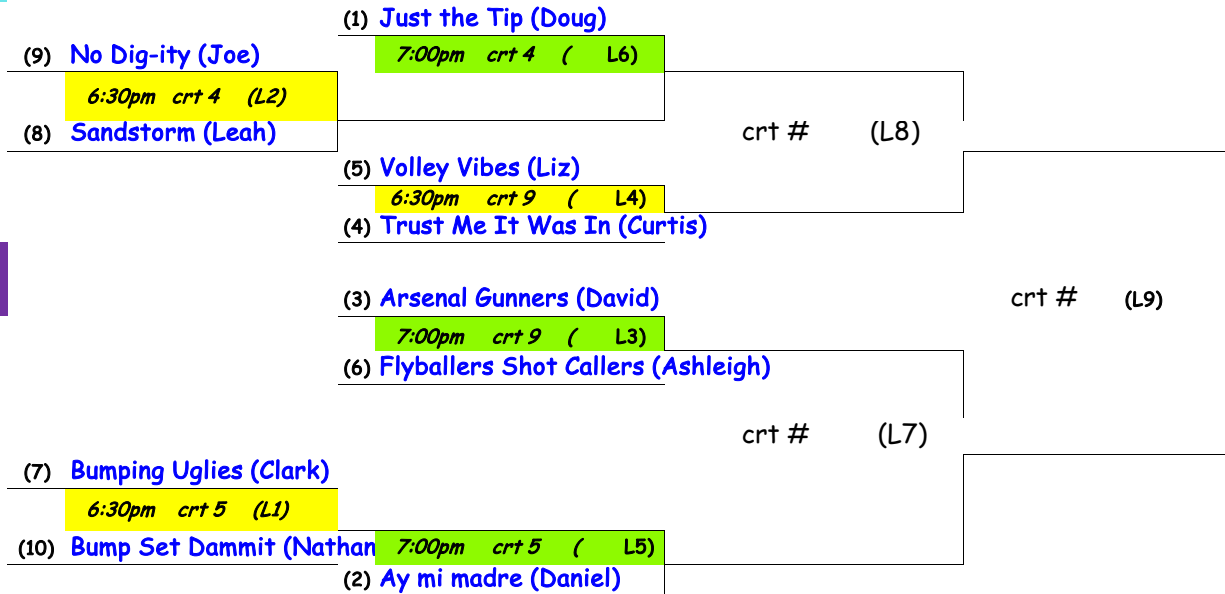 (1) Just the Tip (Doug)
(9) No Dig-ity (Joe)
7:00pm crt 4 ( L6)
6:30pm crt 4 (L2)
(8) Sandstorm (Leah)
crt # (L8)
(5) Volley Vibes (Liz)
6:30pm crt 9 ( L4)
(4) Trust Me It Was In (Curtis)
(3) Arsenal Gunners (David)
crt # (L9)
7:00pm crt 9 ( L3)
(6) Flyballers Shot Callers (Ashleigh)
crt # (L7)
(7) Bumping Uglies (Clark)
6:30pm crt 5 (L1)
(10) Bump Set Dammit (Nathan
7:00pm crt 5 ( L5)
(2) Ay mi madre (Daniel)